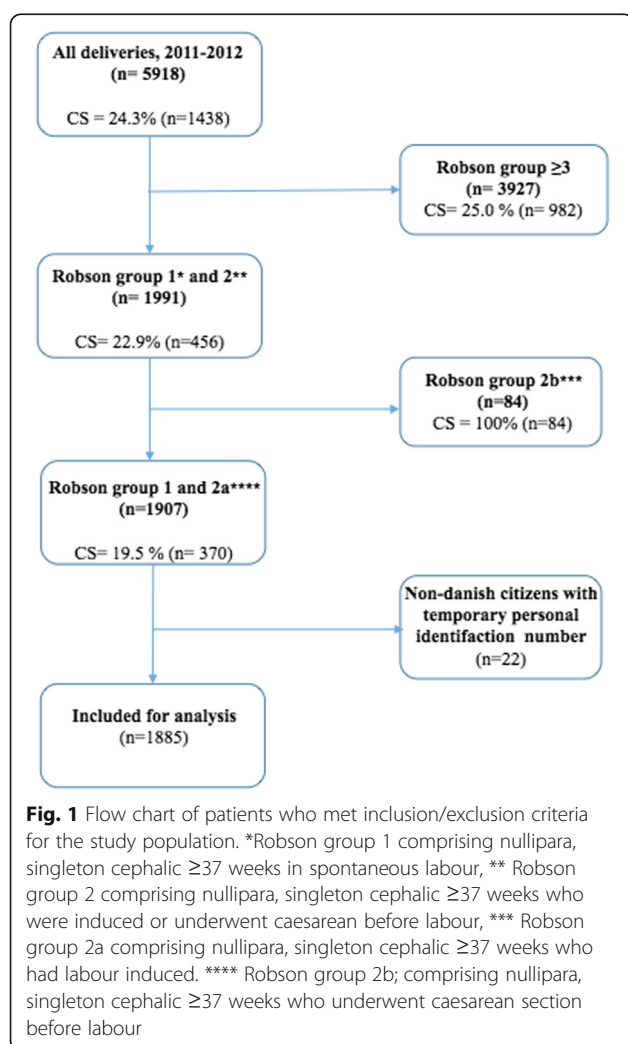 All deliveries, 2011-2012
(n= 5918)
CS = 24.3% (n=1438)
Robson group ≥3
(n= 3927)
CS= 25.0 % (n= 982)
Robson group 1* and 2**
(n= 1991)
CS= 22.9% (n=456)
Robson group 2b***
(n=84)
CS = 100% (n=84)
Robson group 1 and 2a****
(n=1907)
CS= 19.5 % (n= 370)
Non-danish citizens with
temporary personal
identifaction number
(n=22)
Included for analysis
(n=1885)
Fig. 1 Flow chart of patients who met inclusion/exclusion criteria
for the study population. *Robson group 1 comprising nullipara,
singleton cephalic ≥37 weeks in spontaneous labour, ** Robson
group 2 comprising nullipara, singleton cephalic ≥37 weeks who
were induced or underwent caesarean before labour, *** Robson
group 2a comprising nullipara, singleton cephalic ≥37 weeks who
had labour induced. **** Robson group 2b; comprising nullipara,
singleton cephalic ≥37 weeks who underwent caesarean section
before labour